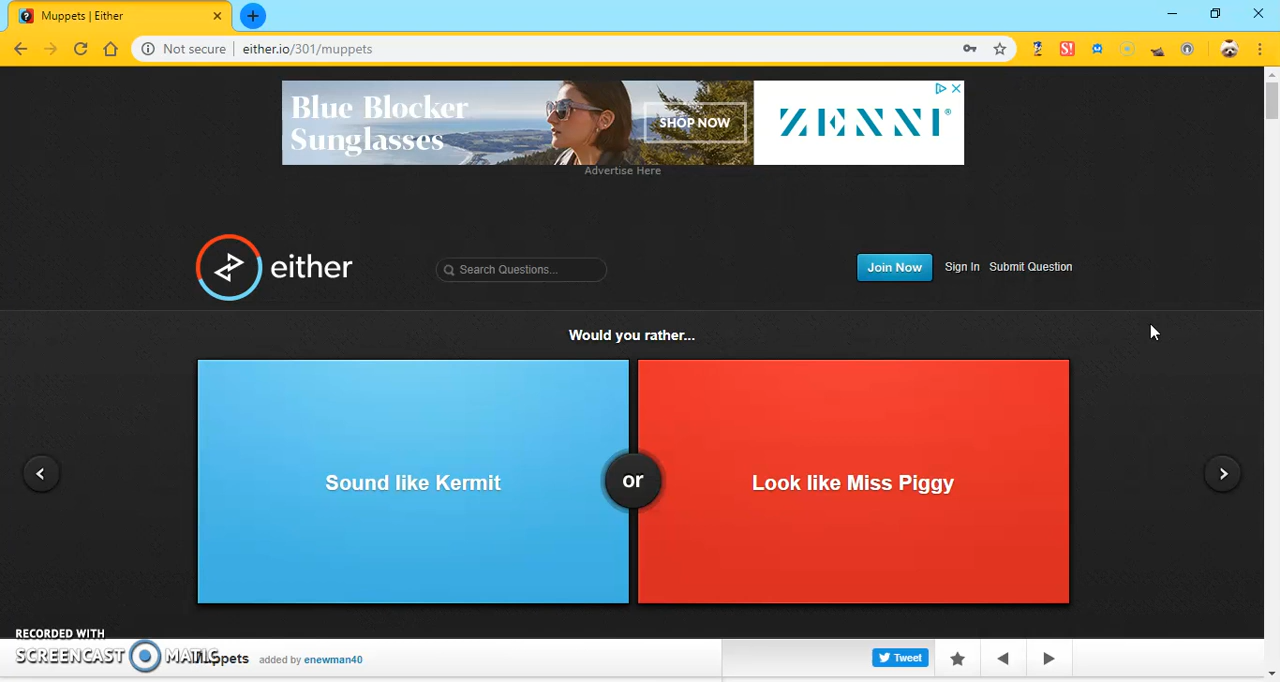 Muppets | Either
Not secure
either.io/301/muppets
S!
Blue Blocker
Sunglasses
SHOP NOW
ZENNI®
Advertise Here
either
Search Questions...
Join Now
Sign In
Submit Question
Would you rather...
Sound like Kermit
or
Look like Miss Piggy
RECORDED WITH
SCREENCAST MATIC
Muppets
added by enewman40
Tweet